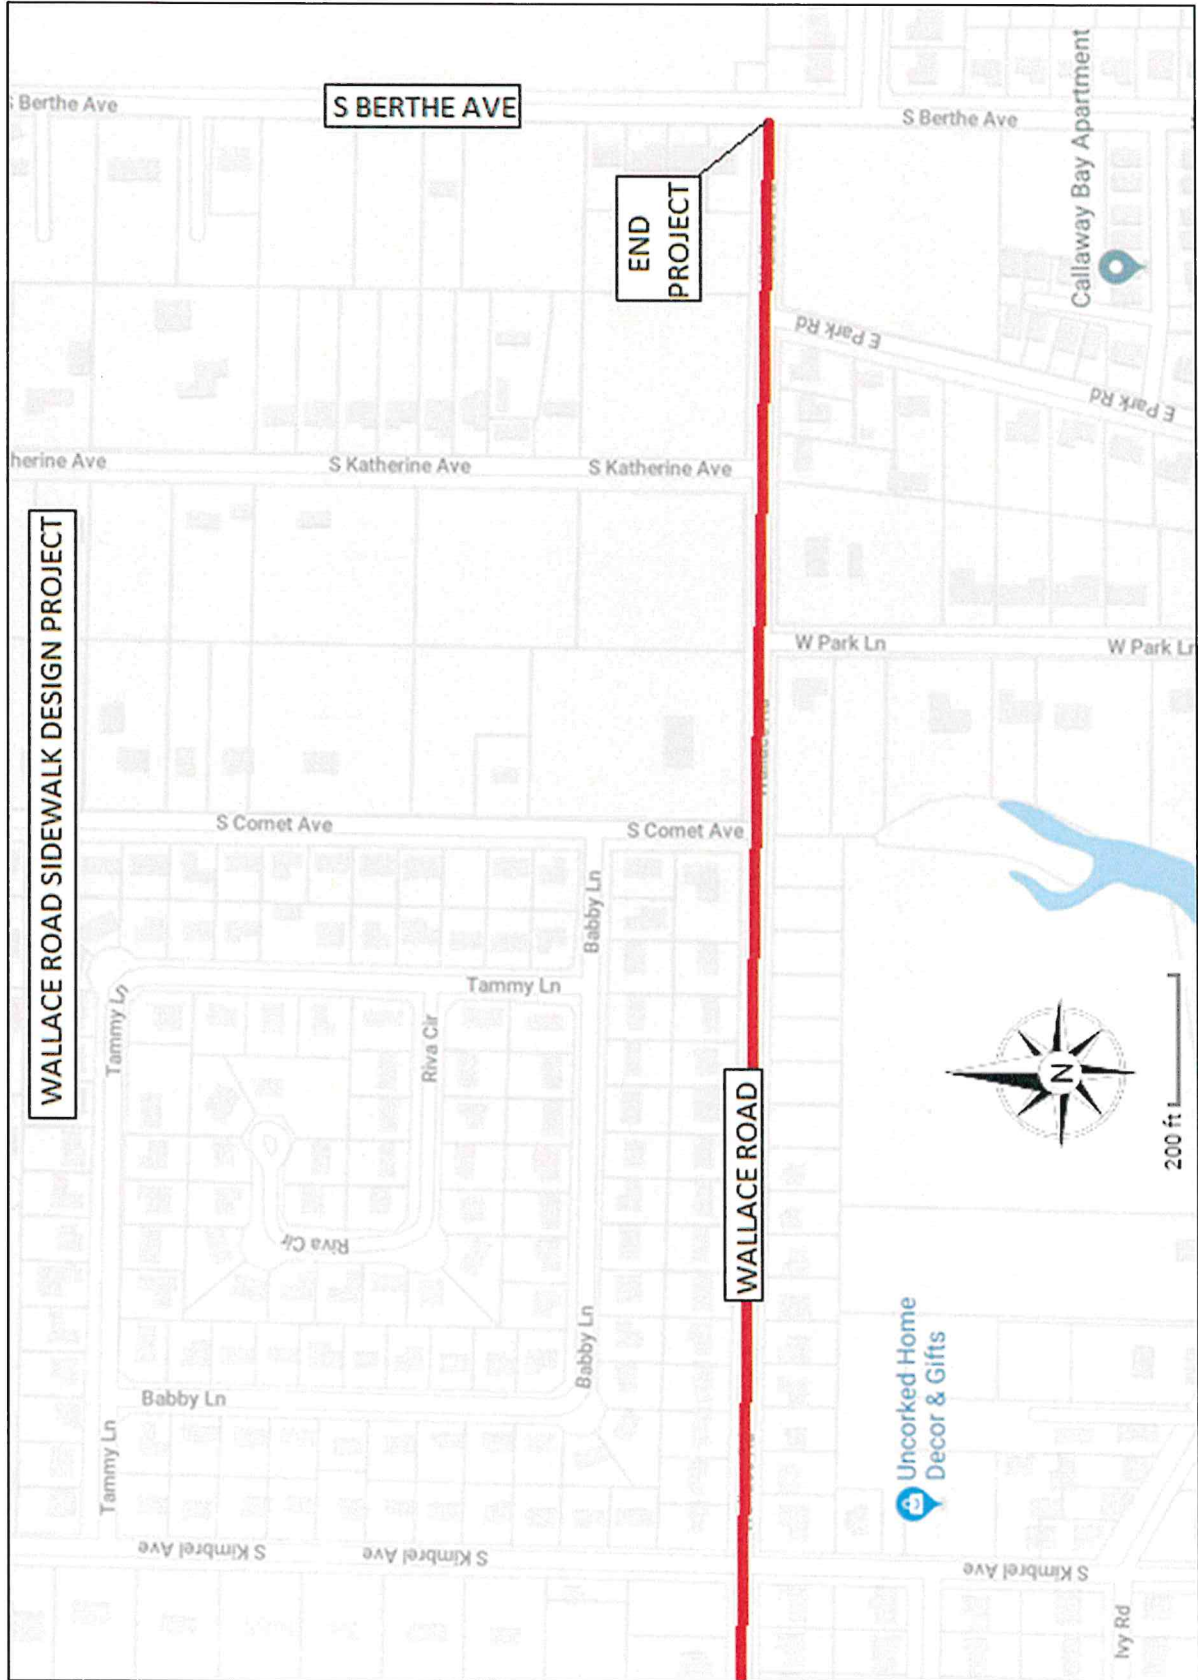 WALLACE ROAD SIDEWALK DESIGN PROJECT
Berthe Ave
herine Ave
Tammy Ln
Tammy Ln
S Kimbrel Ave
Babby Ln
S Comet Ave
Riva Cir
S Katherine Ave
S BERTHE AVE
S Kimbrel Ave
Riva Cir
Tammy Ln
Babby Ln
Babby Ln
S Comet Ave
S Katherine Ave
END
PROJECT
WALLACE ROAD
W Park Ln
E Park Rd
S Berthe Ave
Uncorked Home
Decor & Gifts
S Kimbrel Ave
N
Ivy Rd
200 ft
W Park Ln
E Park Rd
Callaway Bay Apartment